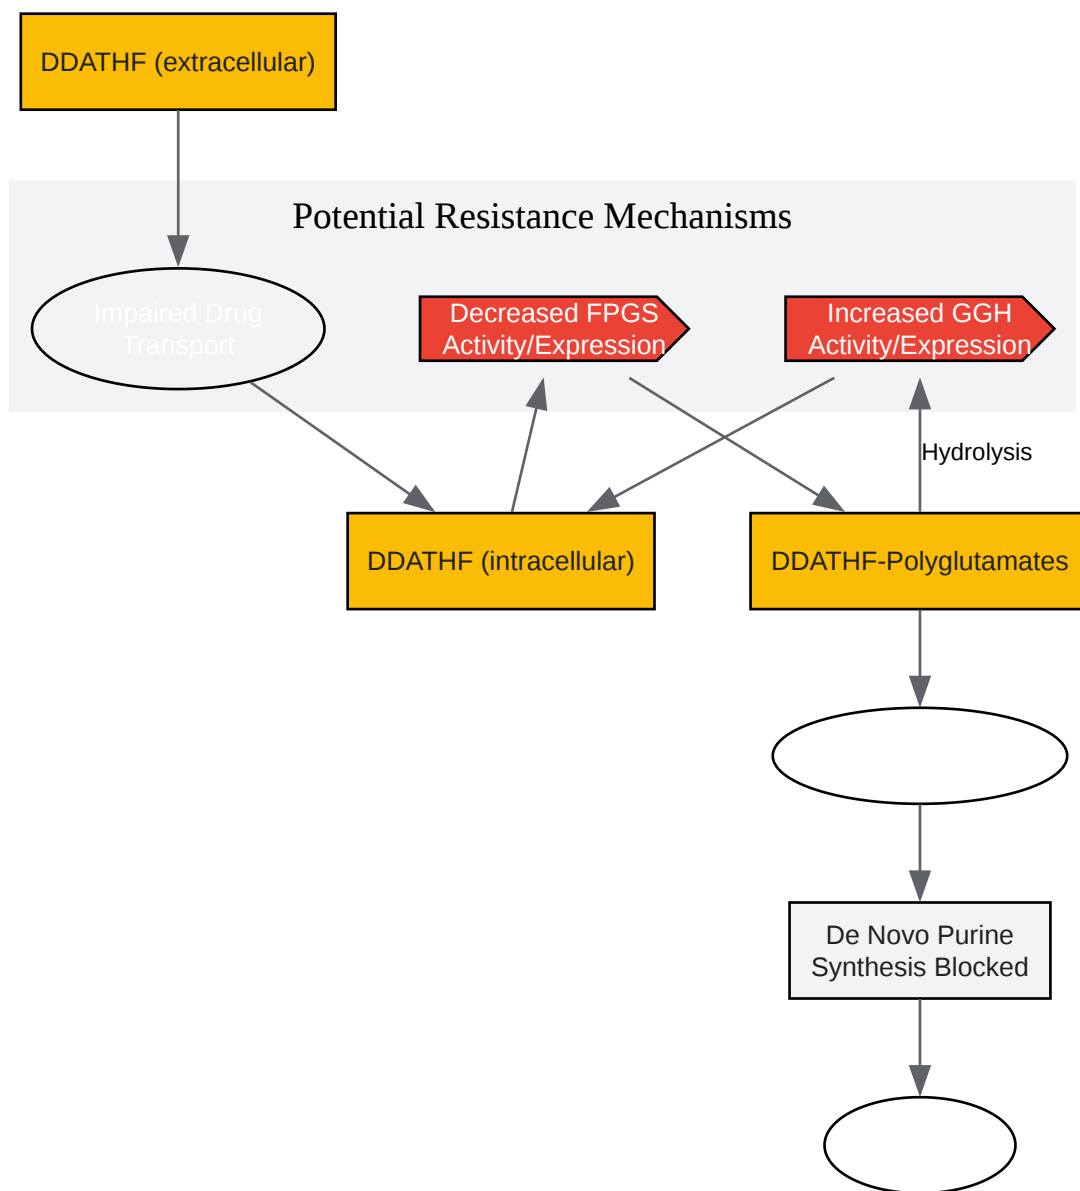 DDATHF (extracellular)
Potential Resistance Mechanisms
Impaired Drug
Transport
Decreased FPGS
Activity/Expression
Increased GGH
Activity/Expression
Hydrolysis
DDATHF (intracellular)
DDATHF-Polyglutamates
De Novo Purine
Synthesis Blocked